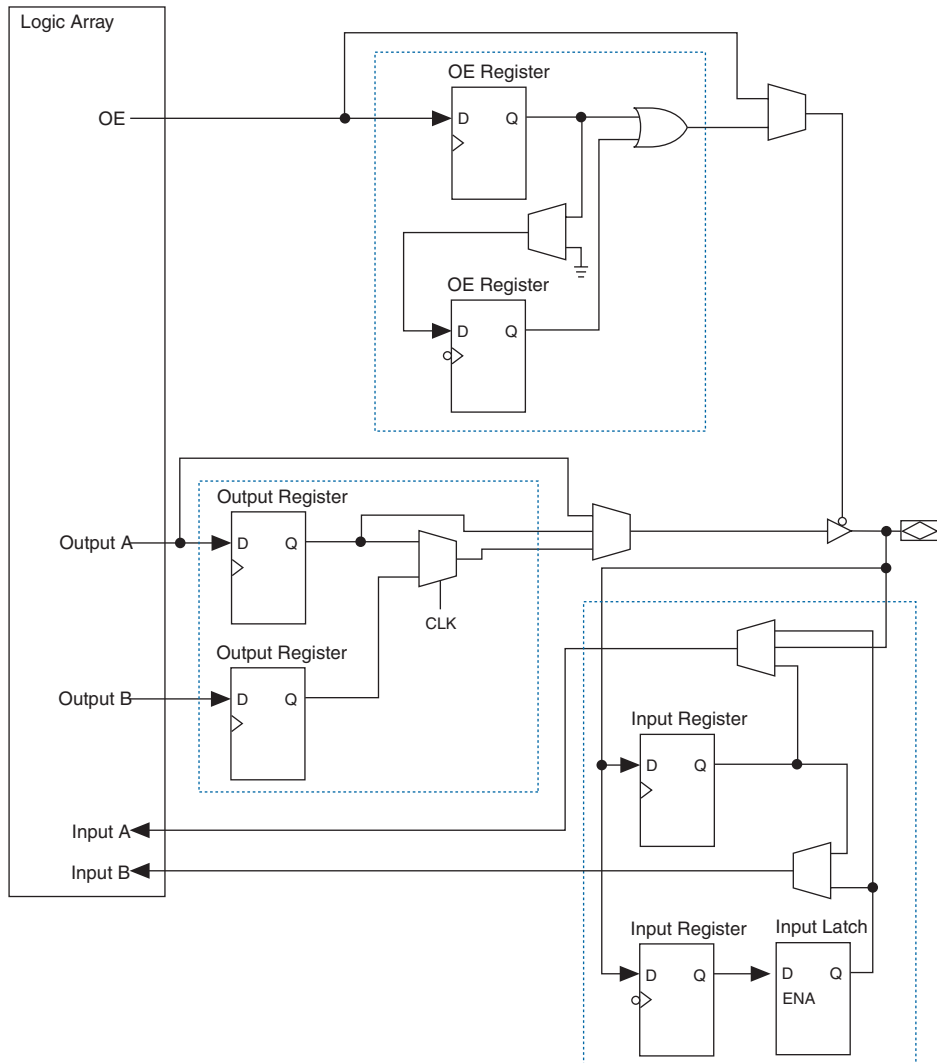 Logic Array
OE
OE Register
D Q
OE Register
D Q
Output A
Output Register
D Q
CLK
Output B
Output Register
D Q
Input A
Input B
Input Register
D Q
Input Register
D Q
Input Latch
D Q
ENA